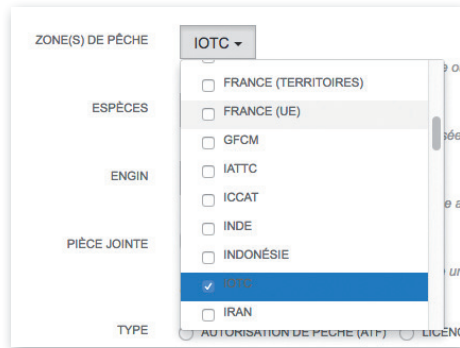 ZONE(S) DE PÊCHE
IOTC
FRANCE (TERRITOIRES)
ESPÈCES
FRANCE (UE)
GFCM
ENGIN
IATTC
ICCAT
INDE
PIÈCE JOINTE
INDONÉSIE
IOTC
IRAN
TYPE
AUTORISATION DE PÊCHE (ATF)